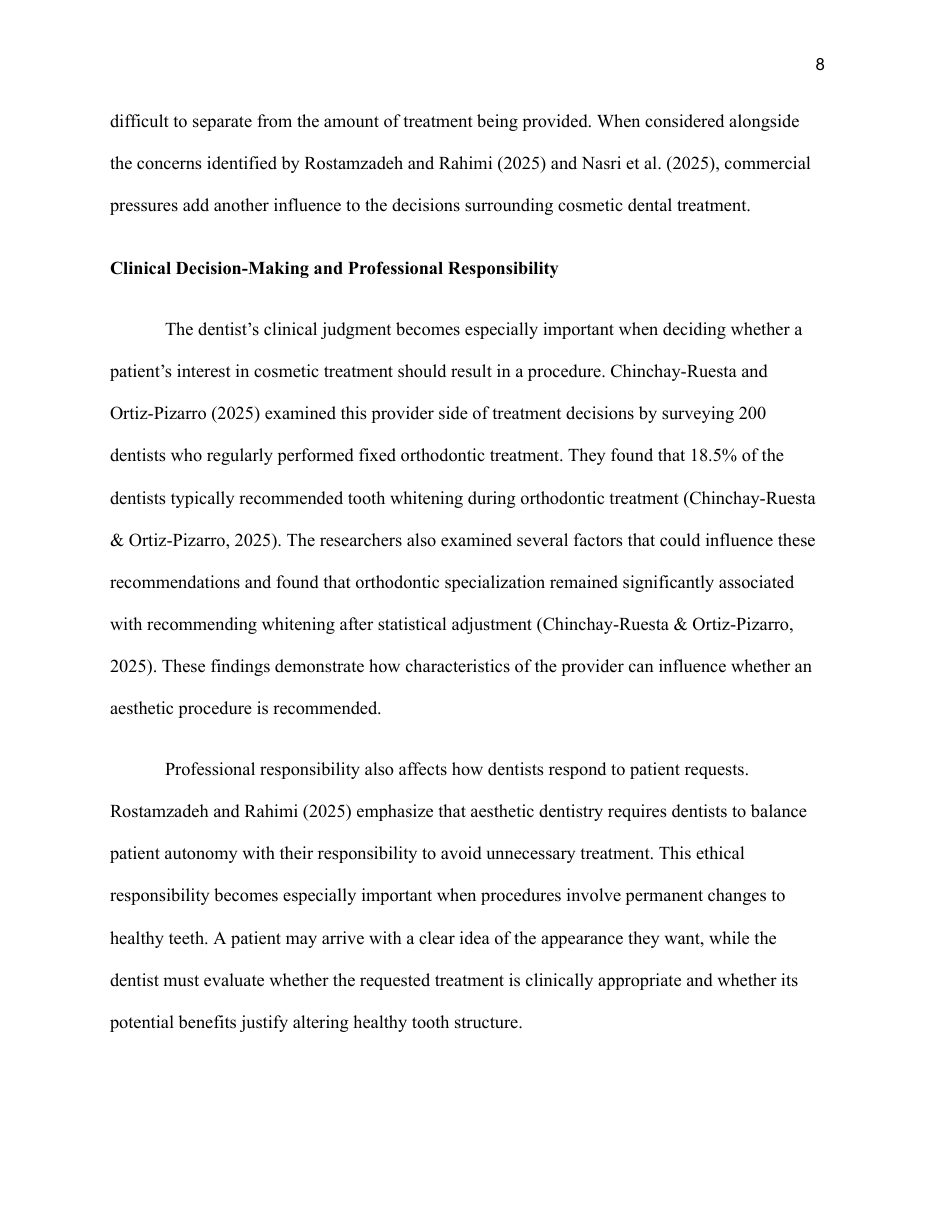 8
difficult to separate from the amount of treatment being provided. When considered alongside
the concerns identified by Rostamzadeh and Rahimi (2025) and Nasri et al. (2025), commercial
pressures add another influence to the decisions surrounding cosmetic dental treatment.
Clinical Decision-Making and Professional Responsibility
The dentist’s clinical judgment becomes especially important when deciding whether a
patient’s interest in cosmetic treatment should result in a procedure. Chinchay-Ruesta and
Ortiz-Pizarro (2025) examined this provider side of treatment decisions by surveying 200
dentists who regularly performed fixed orthodontic treatment. They found that 18.5% of the
dentists typically recommended tooth whitening during orthodontic treatment (Chinchay-Ruesta
& Ortiz-Pizarro, 2025). The researchers also examined several factors that could influence these
recommendations and found that orthodontic specialization remained significantly associated
with recommending whitening after statistical adjustment (Chinchay-Ruesta & Ortiz-Pizarro,
2025). These findings demonstrate how characteristics of the provider can influence whether an
aesthetic procedure is recommended.
Professional responsibility also affects how dentists respond to patient requests.
Rostamzadeh and Rahimi (2025) emphasize that aesthetic dentistry requires dentists to balance
patient autonomy with their responsibility to avoid unnecessary treatment. This ethical
responsibility becomes especially important when procedures involve permanent changes to
healthy teeth. A patient may arrive with a clear idea of the appearance they want, while the
dentist must evaluate whether the requested treatment is clinically appropriate and whether its
potential benefits justify altering healthy tooth structure.